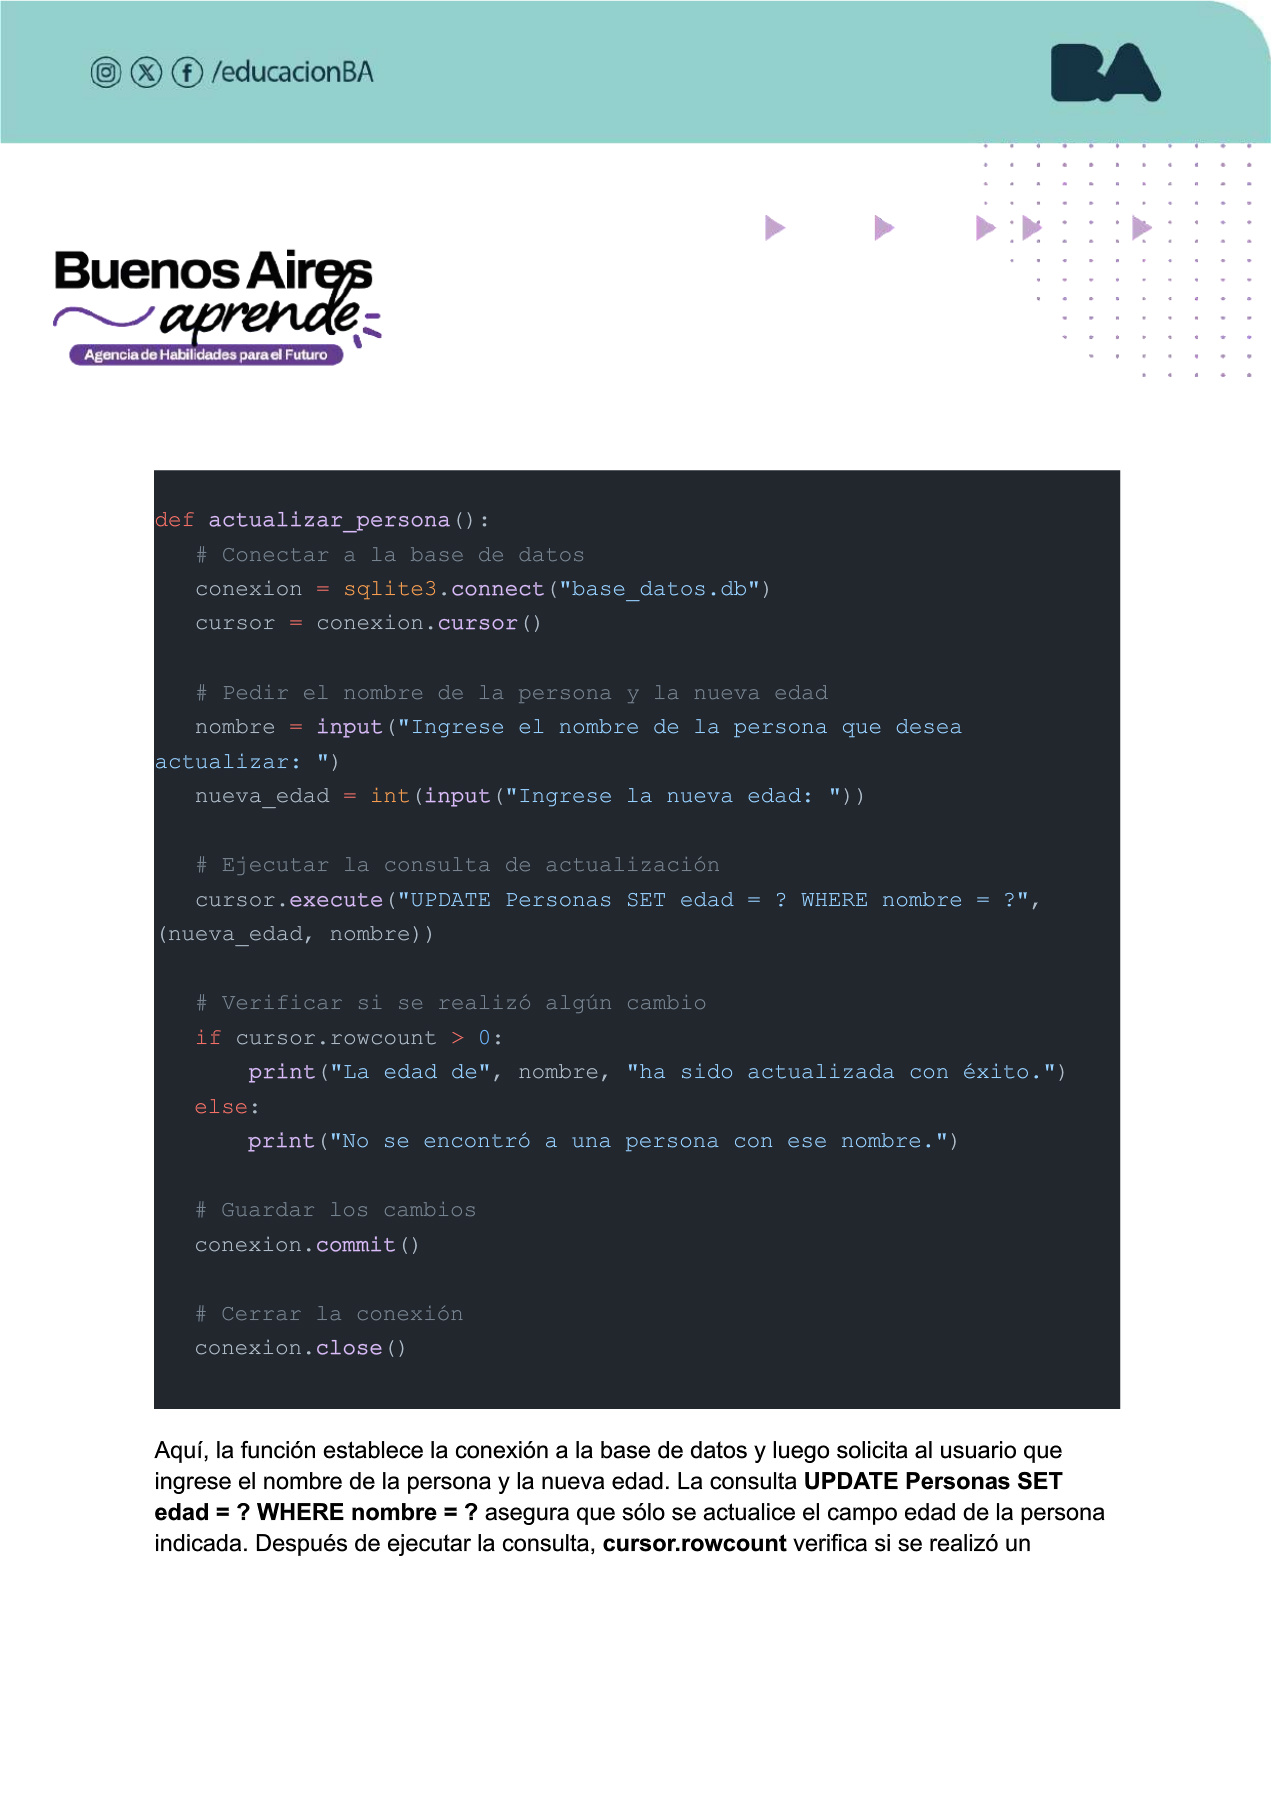 /educacionBA
BA
Buenos Aires
aprende
Agencia de Habilidades para el Futuro
def actualizar_persona():
# Conectar a la base de datos
conexion = sqlite3.connect("base_datos.db")
cursor = conexion.cursor()
# Pedir el nombre de la persona y la nueva edad
nombre = input("Ingrese el nombre de la persona que desea
actualizar: ")
nueva_edad = int(input("Ingrese la nueva edad: "))
# Ejecutar la consulta de actualización
cursor.execute("UPDATE Personas SET edad = ? WHERE nombre = ?",
(nueva_edad, nombre))
# Verificar si se realizó algún cambio
if cursor.rowcount > 0:
print("La edad de", nombre, "ha sido actualizada con éxito.")
else:
print("No se encontró a una persona con ese nombre.")
# Guardar los cambios
conexion.commit()
# Cerrar la conexión
conexion.close()
Aquí, la función establece la conexión a la base de datos y luego solicita al usuario que
ingrese el nombre de la persona y la nueva edad. La consulta UPDATE Personas SET
edad = ? WHERE nombre = ? asegura que sólo se actualice el campo edad de la persona
indicada. Después de ejecutar la consulta, cursor.rowcount verifica si se realizó un